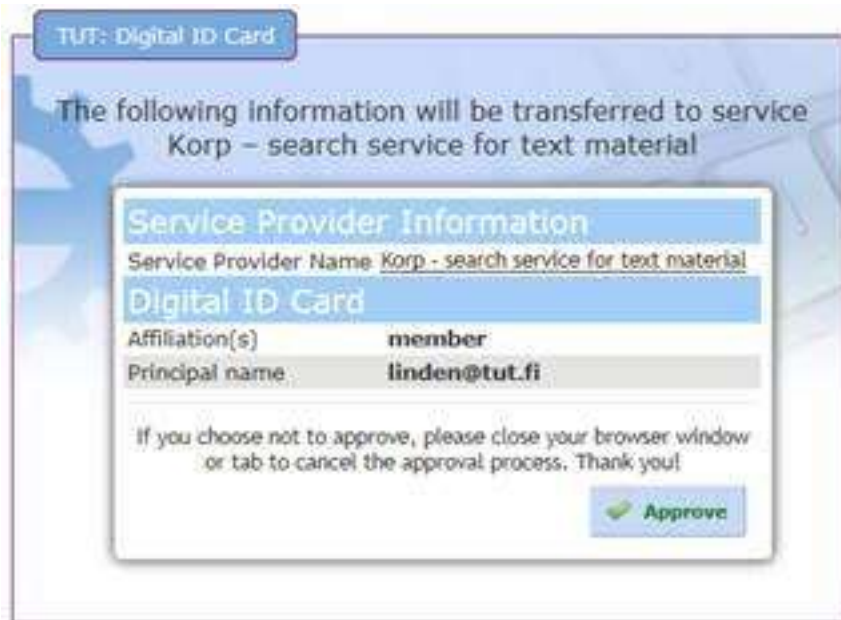 TUT: Digital ID Card
The following information will be transferred to service
Korp – search service for text material
Service Provider Information
Service Provider Name Korp - search service for text material
Digital ID Card
Affiliation(s) member
Principal name linden@tut.fi
If you choose not to approve, please close your browser window
or tab to cancel the approval process. Thank you!
Approve